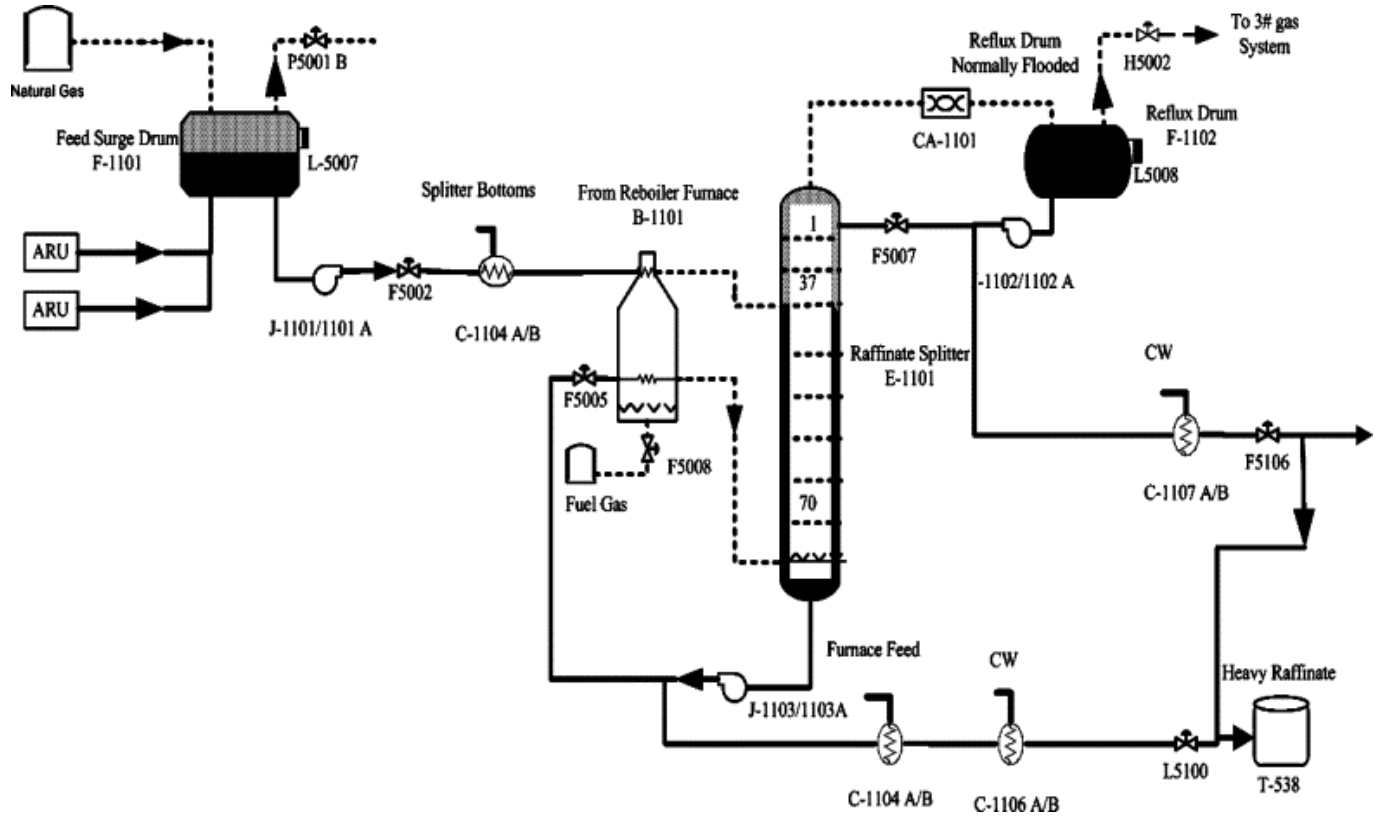 To 3# gas
System
Reflux Drum
Normally Flooded
P5001 B
H5002
Natural Gas
Reflux Drum
F-1102
Feed Surge Drum
F-1101
L-5007
CA-1101
L5008
Splitter Bottoms
From Reboiler Furnace
B-1101
1
ARU
F5007
37
-1102/1102 A
ARU
F5002
J-1101/1101 A
C-1104 A/B
Raffinate Splitter
E-1101
CW
F5005
F5106
F5008
Fuel Gas
70
C-1107 A/B
Furnace Feed
CW
Heavy Raffinate
J-1103/1103A
L5100
T-538
C-1104 A/B
C-1106 A/B